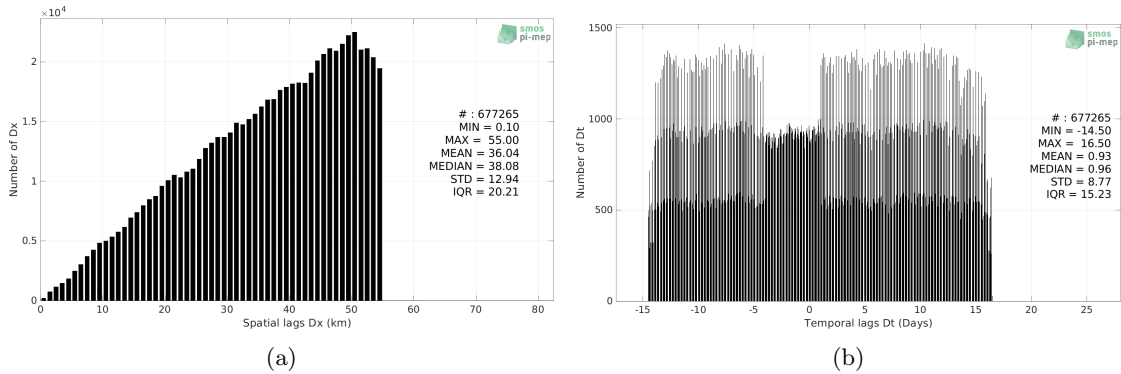 ×10⁴
2
1.5
1
0.5
0
Number of Dx
0 10 20 30 40 50 60 70 80
Spatial lags Dx (km)
smos
pi-mep
# : 677265
MIN = 0.10
MAX = 55.00
MEAN = 36.04
MEDIAN = 38.08
STD = 12.94
IQR = 20.21
(a)
1500
1000
500
0
Number of Dt
-15 -10 -5 0 5 10 15 20 25
Temporal lags Dt (Days)
smos
pi-mep
# : 677265
MIN = -14.50
MAX = 16.50
MEAN = 0.93
MEDIAN = 0.96
STD = 8.77
IQR = 15.23
(b)